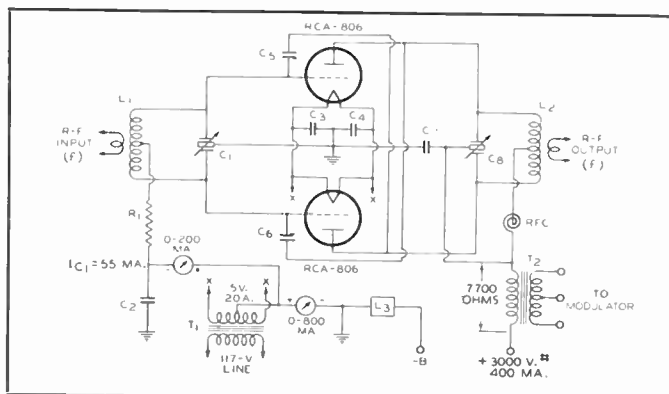 RCA-806
C5
L1
L2
C3
C4
R-F
INPUT
(f)
C1
C
C8
R-F
OUTPUT
(f)
X
X
R1
C6
RFC
0-200
MA
RCA-806
IC1=55 MA.
- +
T2
X
5V.
20A.
X
7700
OHMS
TO
MODULATOR
C2
+ -
0-800
MA
L3
T1
117-V
LINE
-B
+3000 V.#
400 MA.